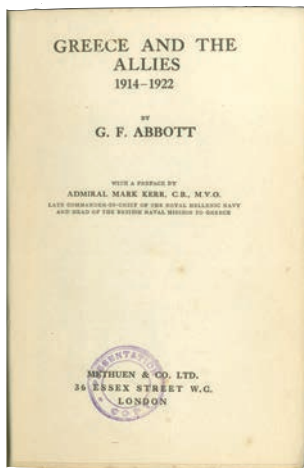 GREECE AND THE
ALLIES
1914-1922
BY
G. F. ABBOTT
WITH A PREFACE BY
ADMIRAL MARK KERR, C.B., M.V.O.
LATE COMMANDER-IN-CHIEF OF THE ROYAL HELLENIC NAVY
AND HEAD OF THE BRITISH NAVAL MISSION TO GREECE
PRESENTATION
COPY
METHUEN & CO. LTD.
36 ESSEX STREET W.C.
LONDON